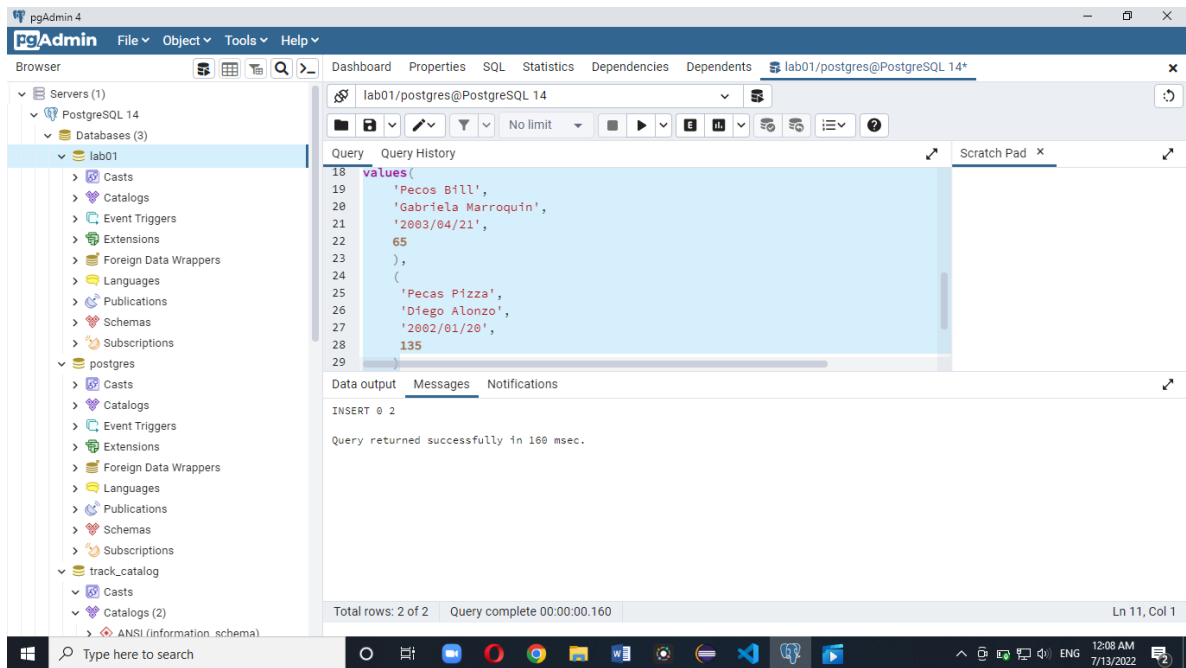 pgAdmin 4
pgAdmin File Object Tools Help
Browser
Dashboard Properties SQL Statistics Dependencies Dependents lab01/postgres@PostgreSQL 14*
Servers (1)
PostgreSQL 14
Databases (3)
lab01
Casts
Catalogs
Event Triggers
Extensions
Foreign Data Wrappers
Languages
Publications
Schemas
Subscriptions
postgres
Casts
Catalogs
Event Triggers
Extensions
Foreign Data Wrappers
Languages
Publications
Schemas
Subscriptions
track_catalog
Casts
Catalogs (2)
ANSI (information_schema)
lab01/postgres@PostgreSQL 14
No limit
E
Query Query History
Scratch Pad
18 values(
19 'Pecos Bill',
20 'Gabriela Marroquin',
21 '2003/04/21',
22 65
23 ),
24 (
25 'Pecas Pizza',
26 'Diego Alonzo',
27 '2002/01/20',
28 135
29 )
Data output Messages Notifications
INSERT 0 2
Query returned successfully in 160 msec.
Total rows: 2 of 2 Query complete 00:00:00.160 Ln 11, Col 1
Type here to search
ENG
12:08 AM
7/13/2022
2